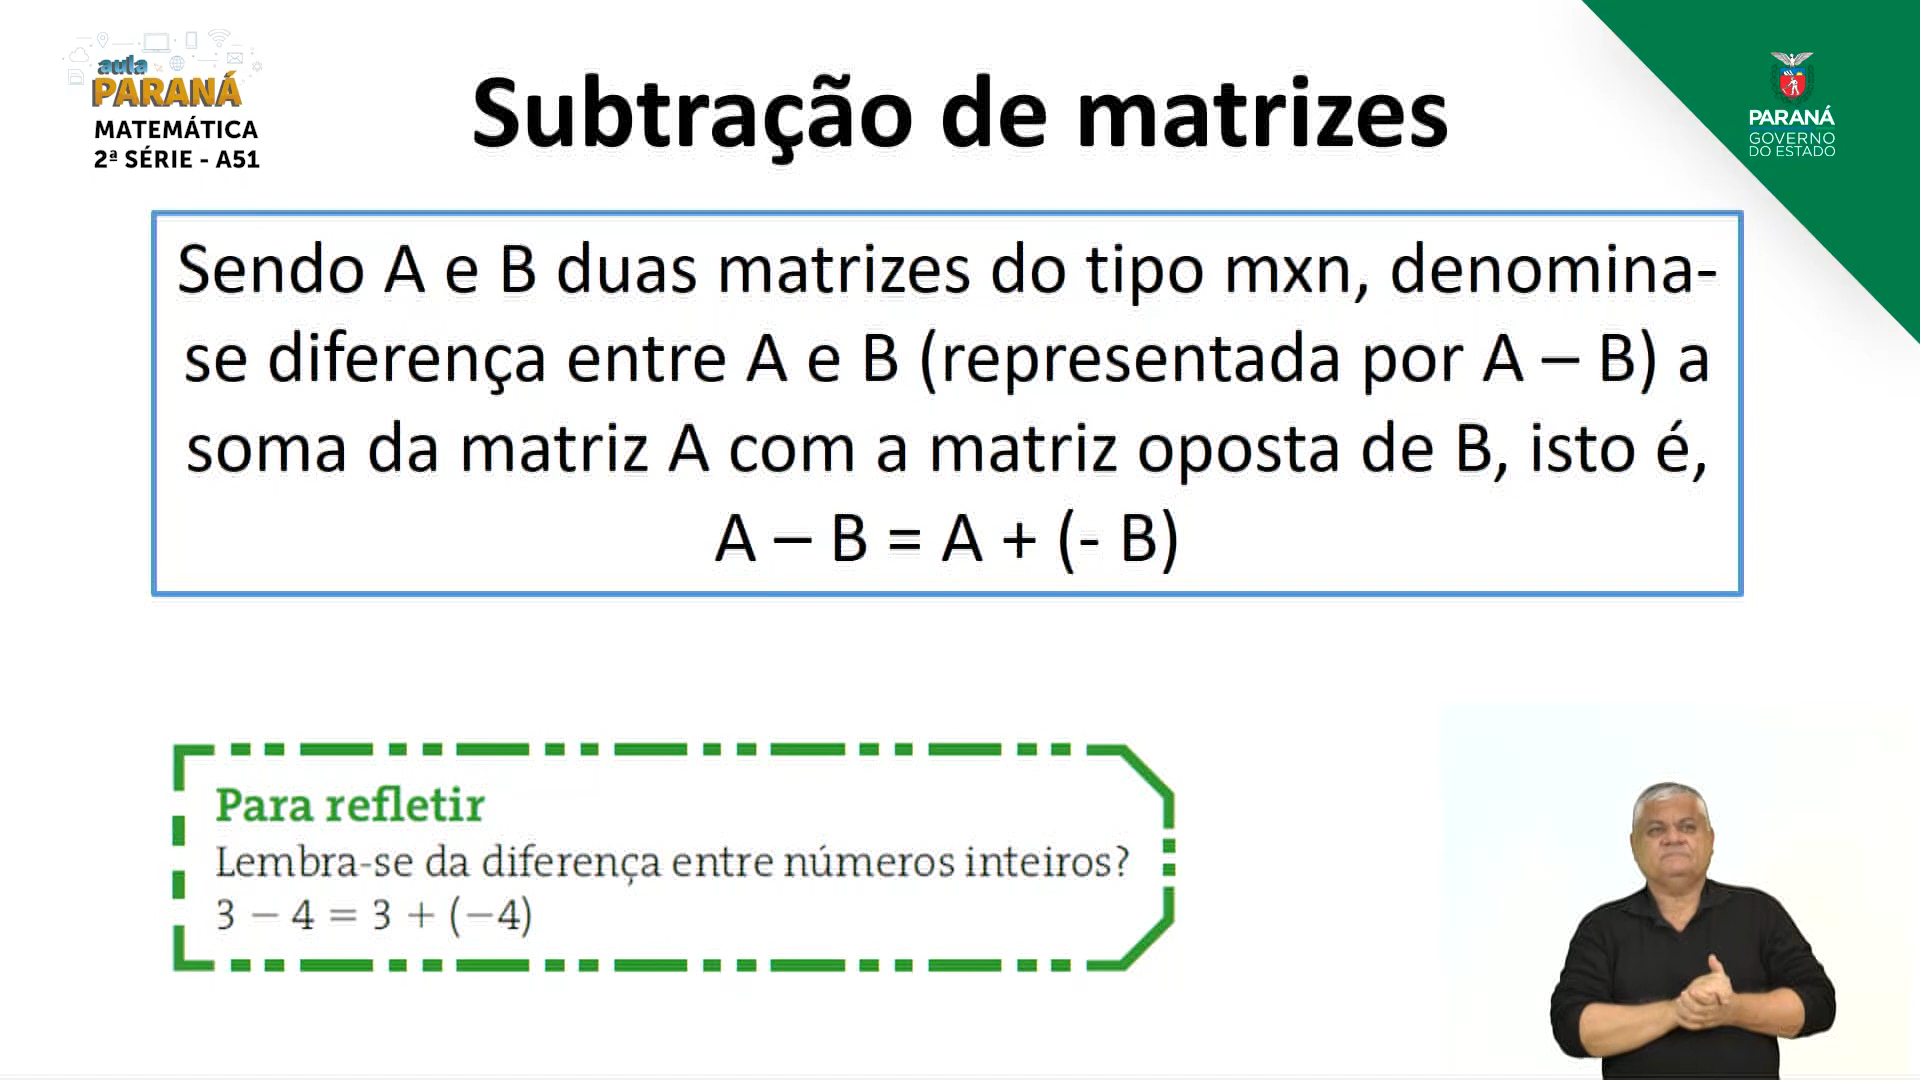 aula
PARANÁ
MATEMÁTICA
2ª SÉRIE - A51
Subtração de matrizes
PARANÁ
GOVERNO
DO ESTADO
Sendo A e B duas matrizes do tipo mxn, denomina-
se diferença entre A e B (representada por A – B) a
soma da matriz A com a matriz oposta de B, isto é,
A – B = A + (- B)
Para refletir
Lembra-se da diferença entre números inteiros?
3 − 4 = 3 + (−4)